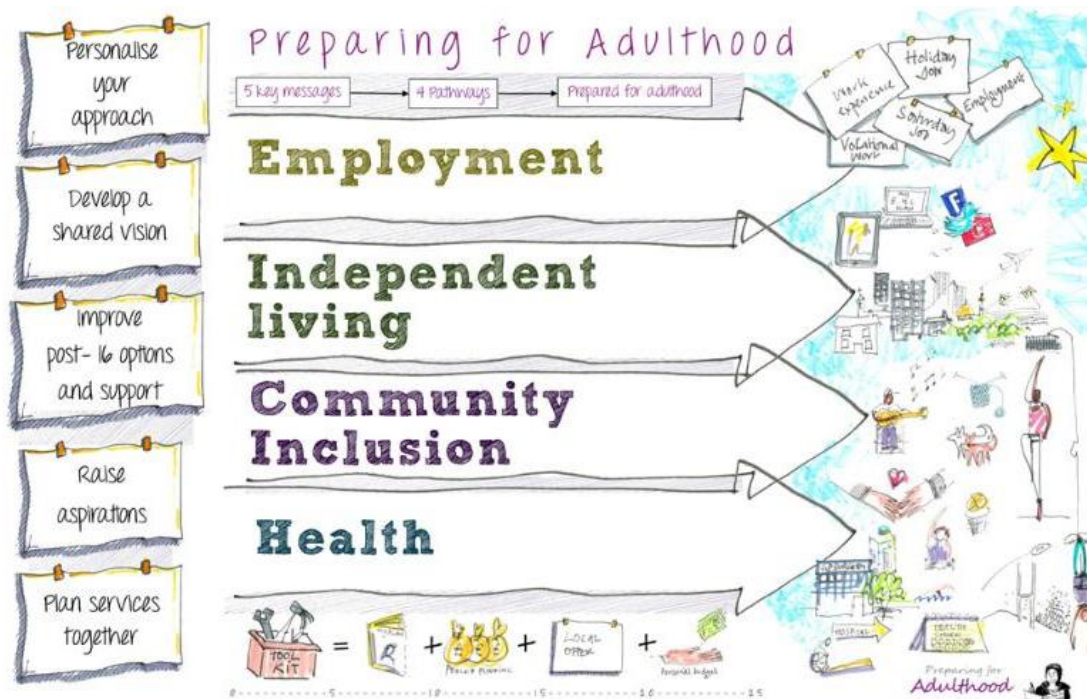 Preparing for Adulthood
5 key messages
4 Pathways
Prepared for adulthood
Personalise
your
approach
Develop a
shared vision
Improve
post-16 options
and support
Raise
aspirations
Plan services
together
Employment
Independent
living
Community
Inclusion
Health
Work
experience
Holiday
Job
Employment
Saturday
Job
Vocational
Work
TOOL
KIT
=
+
+
LOCAL
OFFER
+
Personal budget
HOSPITAL
0
5
10
15
20
25
Preparing for
Adulthood